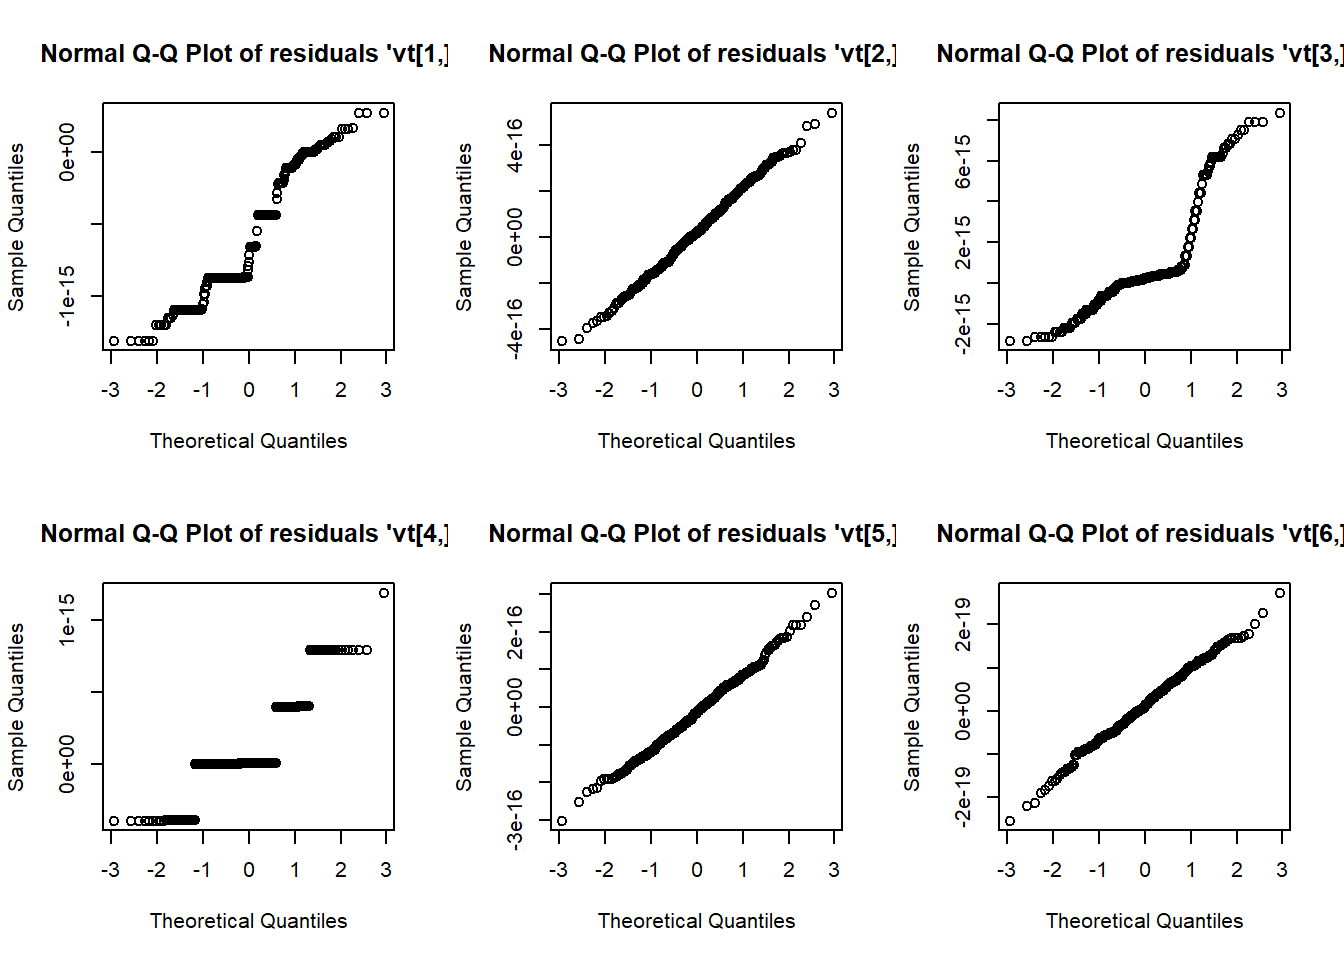 Normal Q-Q Plot of residuals 'vt[1,]
Sample Quantiles
0e+00
-1e-15
-3 -2 -1 0 1 2 3
Theoretical Quantiles
Normal Q-Q Plot of residuals 'vt[2,]
Sample Quantiles
4e-16
0e+00
-4e-16
-3 -2 -1 0 1 2 3
Theoretical Quantiles
Normal Q-Q Plot of residuals 'vt[3,]
Sample Quantiles
6e-15
2e-15
-2e-15
-3 -2 -1 0 1 2 3
Theoretical Quantiles
Normal Q-Q Plot of residuals 'vt[4,]
Sample Quantiles
1e-15
0e+00
-3 -2 -1 0 1 2 3
Theoretical Quantiles
Normal Q-Q Plot of residuals 'vt[5,]
Sample Quantiles
2e-16
0e+00
-3e-16
-3 -2 -1 0 1 2 3
Theoretical Quantiles
Normal Q-Q Plot of residuals 'vt[6,]
Sample Quantiles
2e-19
0e+00
-2e-19
-3 -2 -1 0 1 2 3
Theoretical Quantiles